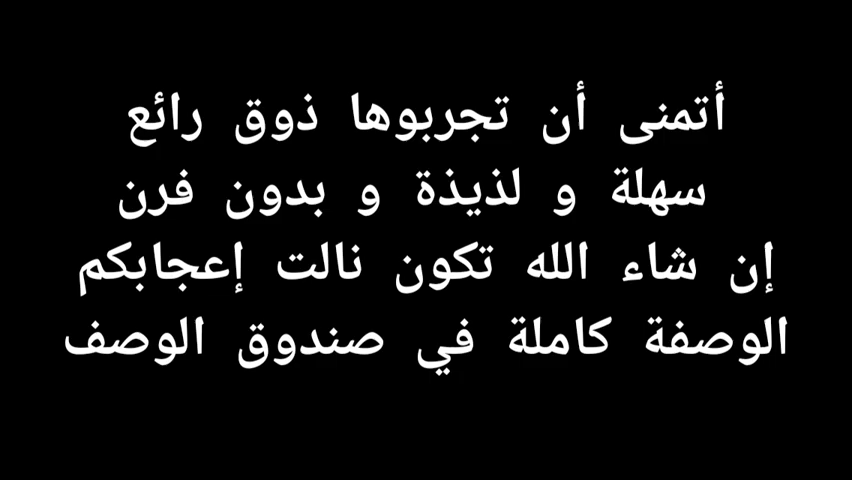 أتمنى أن تجربوها ذوق رائع
سهلة و لذيذة و بدون فرن
إن شاء الله تكون نالت إعجابكم
الوصفة كاملة في صندوق الوصف